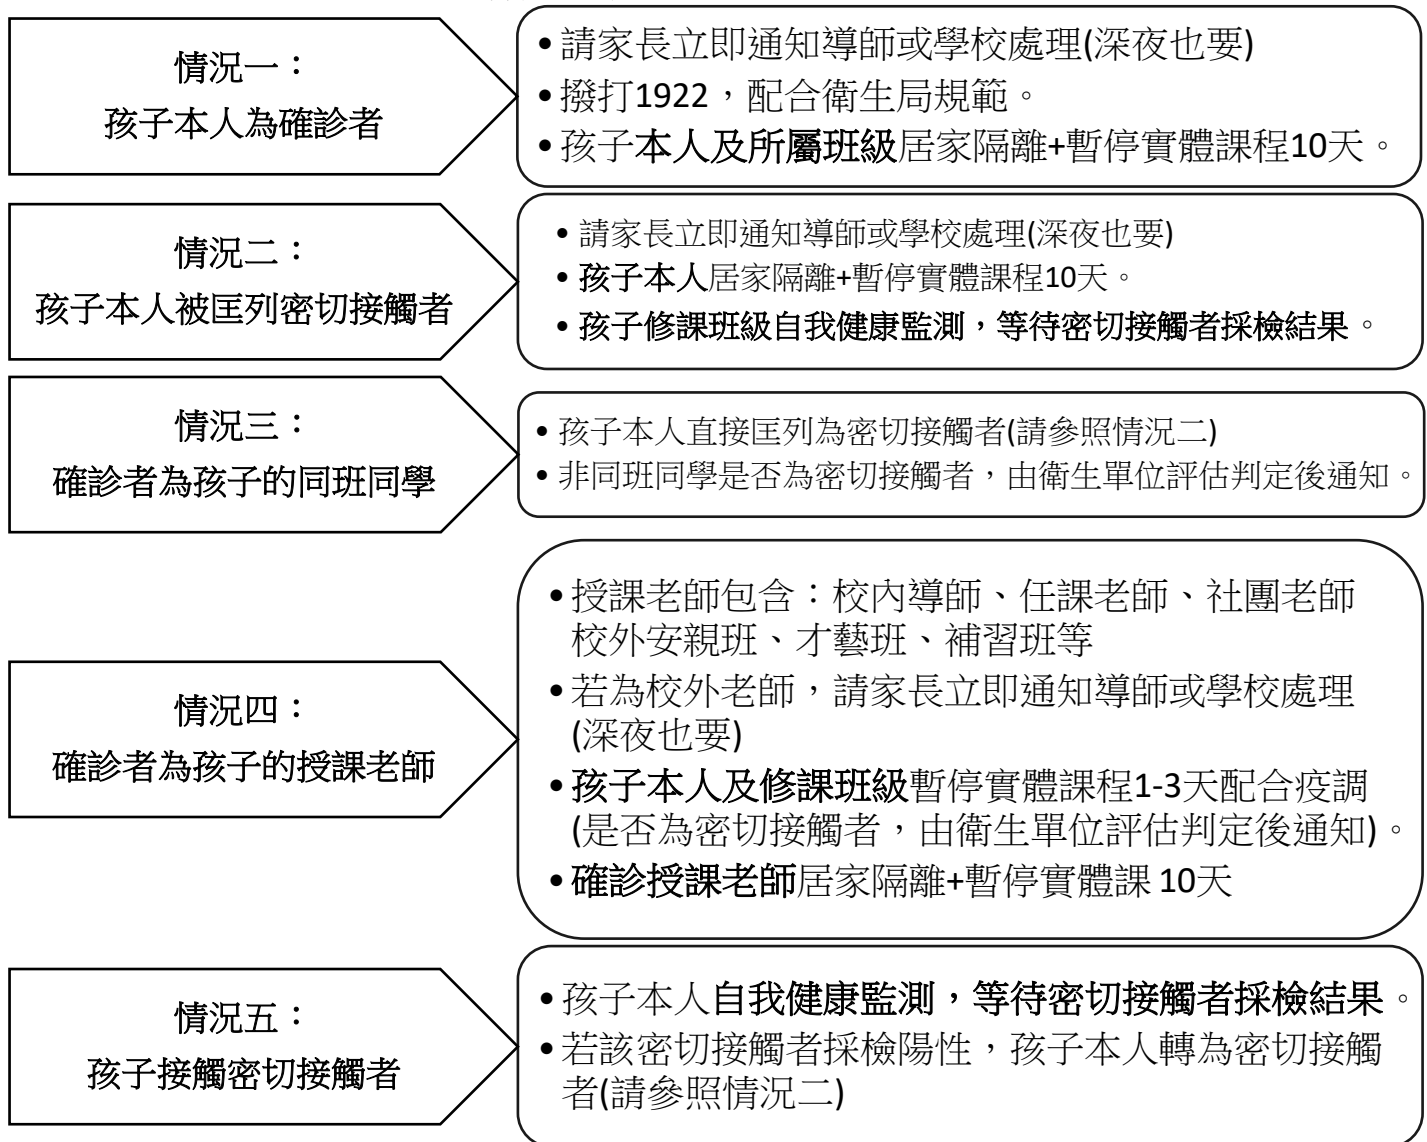 情況一：
孩子本人為確診者
•請家長立即通知導師或學校處理(深夜也要)
•撥打1922，配合衛生局規範。
•孩子本人及所屬班級居家隔離+暫停實體課程10天。
情況二：
孩子本人被匡列密切接觸者
•請家長立即通知導師或學校處理(深夜也要)
•孩子本人居家隔離+暫停實體課程10天。
•孩子修課班級自我健康監測，等待密切接觸者採檢結果。
情況三：
確診者為孩子的同班同學
•孩子本人直接匡列為密切接觸者(請參照情況二)
•非同班同學是否為密切接觸者，由衛生單位評估判定後通知。
情況四：
確診者為孩子的授課老師
•授課老師包含：校內導師、任課老師、社團老師
校外安親班、才藝班、補習班等
•若為校外老師，請家長立即通知導師或學校處理
(深夜也要)
•孩子本人及修課班級暫停實體課程1-3天配合疫調
(是否為密切接觸者，由衛生單位評估判定後通知)。
•確診授課老師居家隔離+暫停實體課 10天
情況五：
孩子接觸密切接觸者
•孩子本人自我健康監測，等待密切接觸者採檢結果。
•若該密切接觸者採檢陽性，孩子本人轉為密切接觸
者(請參照情況二)